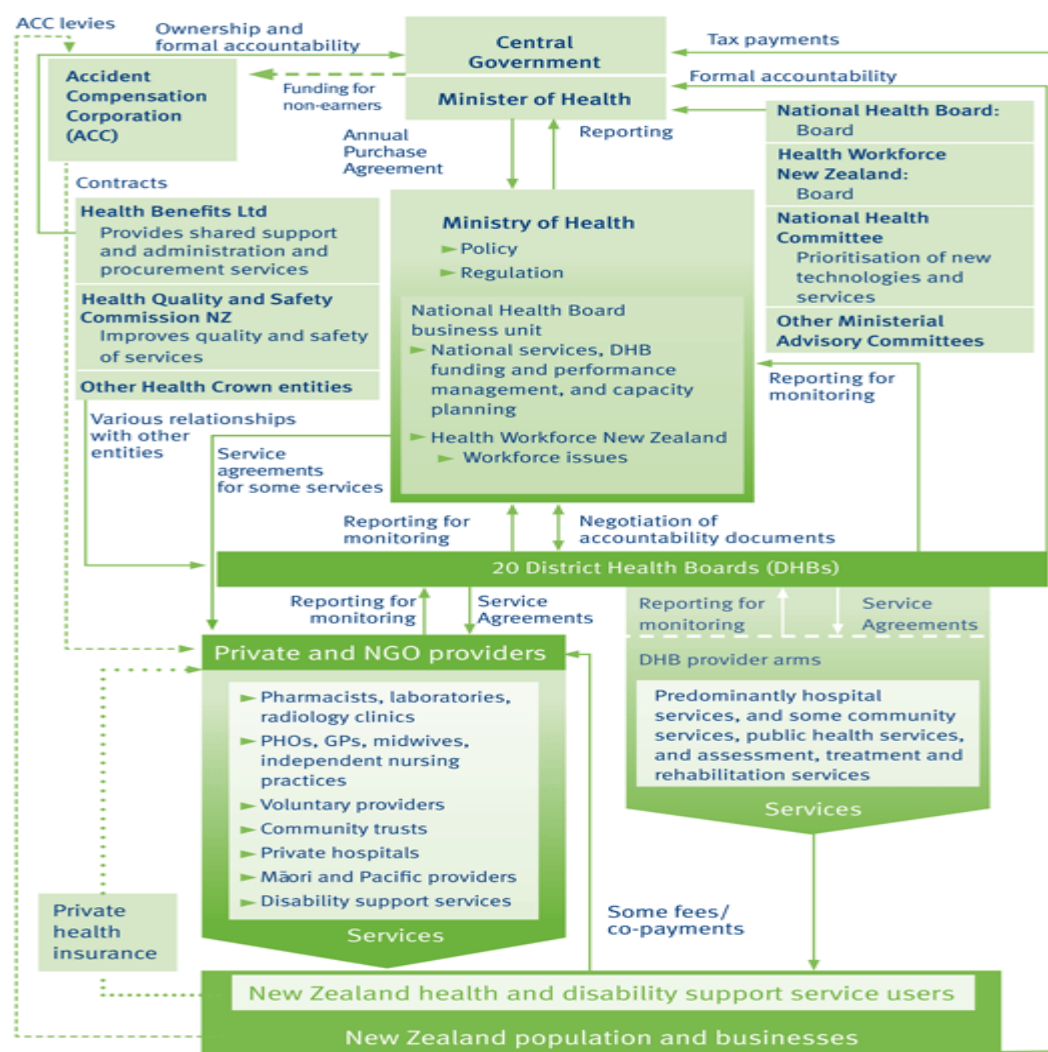 ACC levies
Ownership and
formal accountability
Central
Government
Tax payments
Accident
Compensation
Corporation
(ACC)
Funding for
non-earners
Minister of Health
Formal accountability
National Health Board:
Board
Health Workforce
New Zealand:
Board
National Health
Committee
Prioritisation of new
technologies and
services
Other Ministerial
Advisory Committees
Annual
Purchase
Agreement
Reporting
Contracts
Health Benefits Ltd
Provides shared support
and administration and
procurement services
Health Quality and Safety
Commission NZ
Improves quality and safety
of services
Other Health Crown entities
Ministry of Health
Policy
Regulation
National Health Board
business unit
National services, DHB
funding and performance
management, and capacity
planning
Health Workforce New Zealand
Workforce issues
Reporting for
monitoring
Various relationships
with other
entities
Service
agreements
for some services
Reporting for
monitoring
Negotiation of
accountability documents
20 District Health Boards (DHBs)
Reporting for
monitoring
Service
Agreements
Reporting for
monitoring
Service
Agreements
Private and NGO providers
Pharmacists, laboratories,
radiology clinics
PHOs, GPs, midwives,
independent nursing
practices
Voluntary providers
Community trusts
Private hospitals
Māori and Pacific providers
Disability support services
Services
DHB provider arms
Predominantly hospital
services, and some community
services, public health services,
and assessment, treatment and
rehabilitation services
Services
Private
health
insurance
Some fees/
co-payments
New Zealand health and disability support service users
New Zealand population and businesses